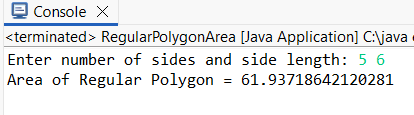 Console
<terminated> RegularPolygonArea [Java Application] C:\java
Enter number of sides and side length: 5 6
Area of Regular Polygon = 61.93718642120281